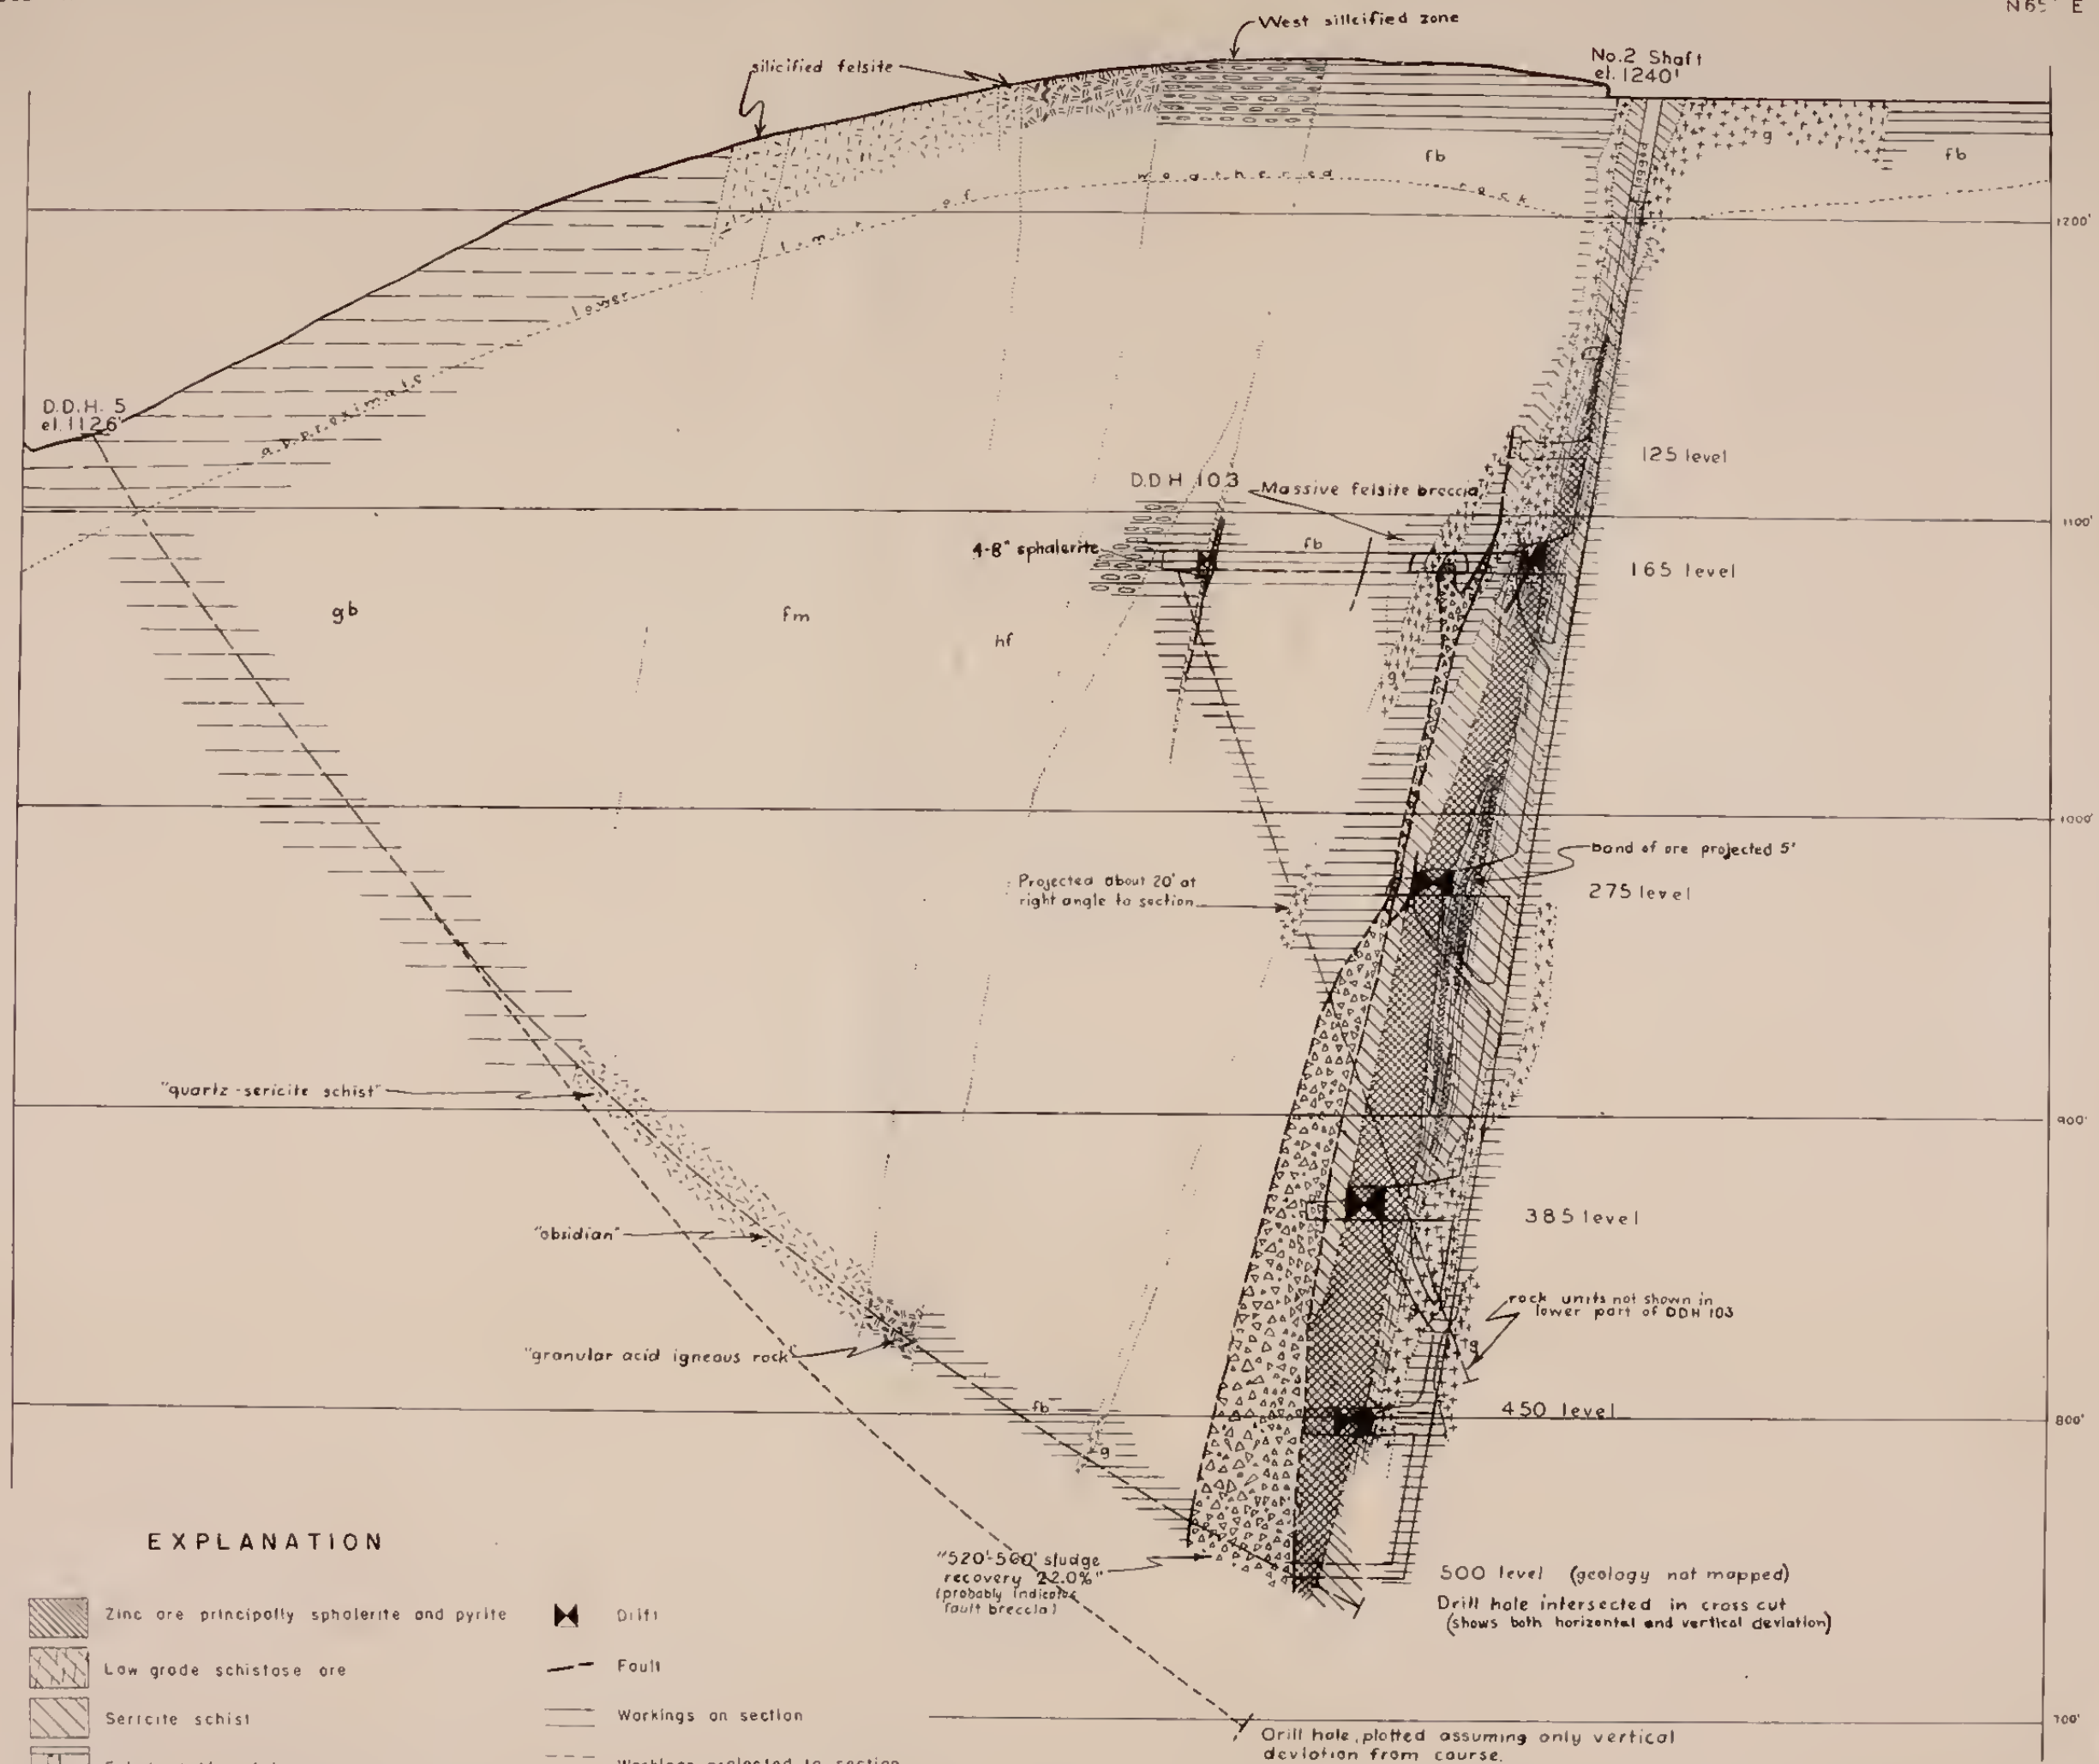 West silicified zone
silicified felsite
No.2 Shaft
el. 1240'
g
fb
fb
approximate lower limit of weathered rock
1200'
D.D.H. 5
el. 1126'
125 level
D.D.H 103
Massive felsite breccia
1100'
4-8" sphalerite
fb
165 level
gb
fm
hf
g
1000'
band of ore projected 5'
275 level
Projected about 20' at
right angle to section
"quartz-sericite schist"
900'
385 level
"obsidian"
rock units not shown in
lower part of DDH 103
g
"granular acid igneous rock"
fb
450 level
800'
g
"520'-560' sludge
recovery 22.0%"
(probably indicates
fault breccia)
500 level (geology not mapped)
Drill hole intersected in cross cut
(shows both horizontal and vertical deviation)
EXPLANATION
Zinc ore principally sphalerite and pyrite
Drift
Low grade schistose ore
Fault
Sericite schist
Workings on section
700'
Drill hole, plotted assuming only vertical
deviation from course.
Workings projected to section